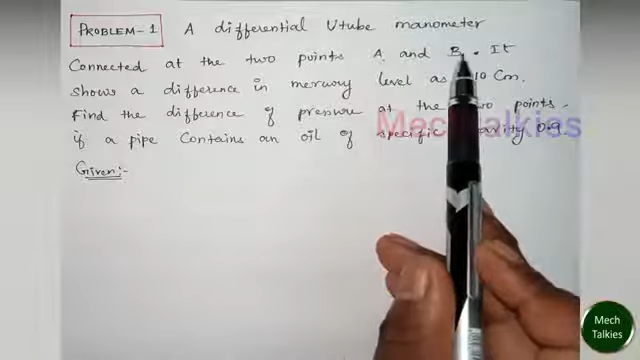 PROBLEM-1 A differential Utube manometer
Connected at the two points A and B. It
shows a difference in mercury level as 10 Cm.
Find the difference of pressure at the two points
if a pipe Contains an oil of specific 0.9
Given:-
Mech Talkies